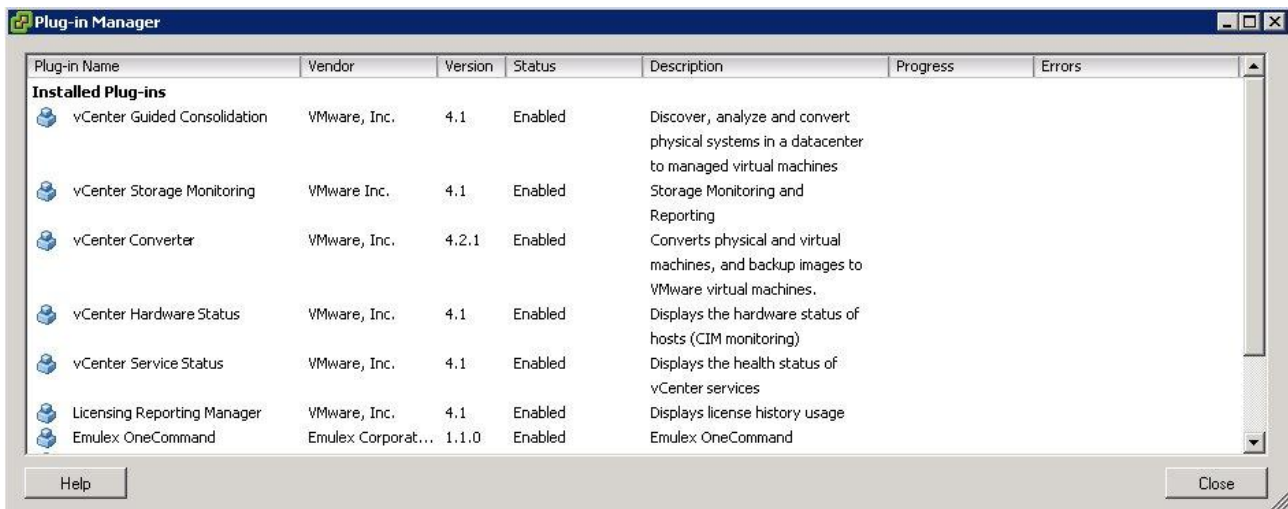 Plug-in Manager
Plug-in Name Vendor Version Status Description Progress Errors
Installed Plug-ins
vCenter Guided Consolidation VMware, Inc. 4.1 Enabled Discover, analyze and convert
physical systems in a datacenter
to managed virtual machines
vCenter Storage Monitoring VMware Inc. 4.1 Enabled Storage Monitoring and
Reporting
vCenter Converter VMware, Inc. 4.2.1 Enabled Converts physical and virtual
machines, and backup images to
VMware virtual machines.
vCenter Hardware Status VMware, Inc. 4.1 Enabled Displays the hardware status of
hosts (CIM monitoring)
vCenter Service Status VMware, Inc. 4.1 Enabled Displays the health status of
vCenter services
Licensing Reporting Manager VMware, Inc. 4.1 Enabled Displays license history usage
Emulex OneCommand Emulex Corporat... 1.1.0 Enabled Emulex OneCommand
Help Close